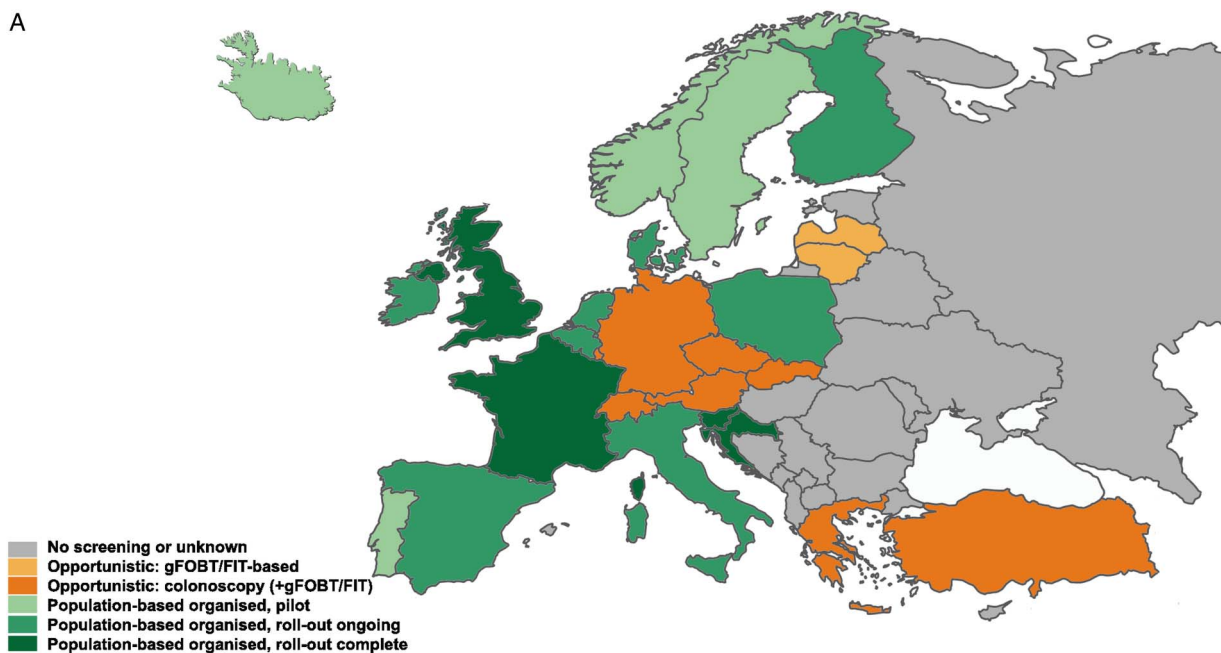 A
No screening or unknown
Opportunistic: gFOBT/FIT-based
Opportunistic: colonoscopy (+gFOBT/FIT)
Population-based organised, pilot
Population-based organised, roll-out ongoing
Population-based organised, roll-out complete